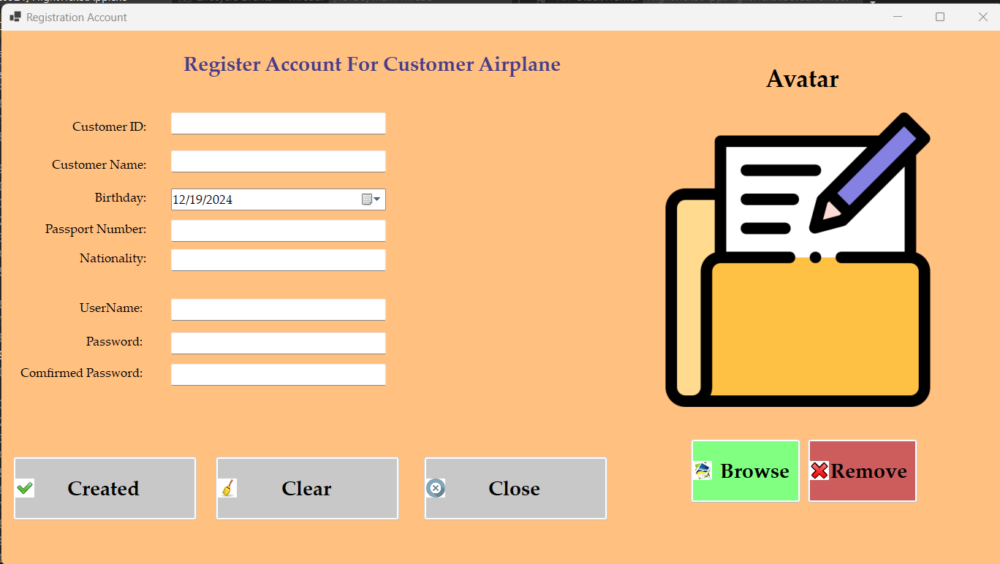 Registration Account
Register Account For Customer Airplane
Avatar
Customer ID:
Customer Name:
Birthday:
12/19/2024
Passport Number:
Nationality:
UserName:
Password:
Comfirmed Password:
Created
Clear
Close
Browse
Remove